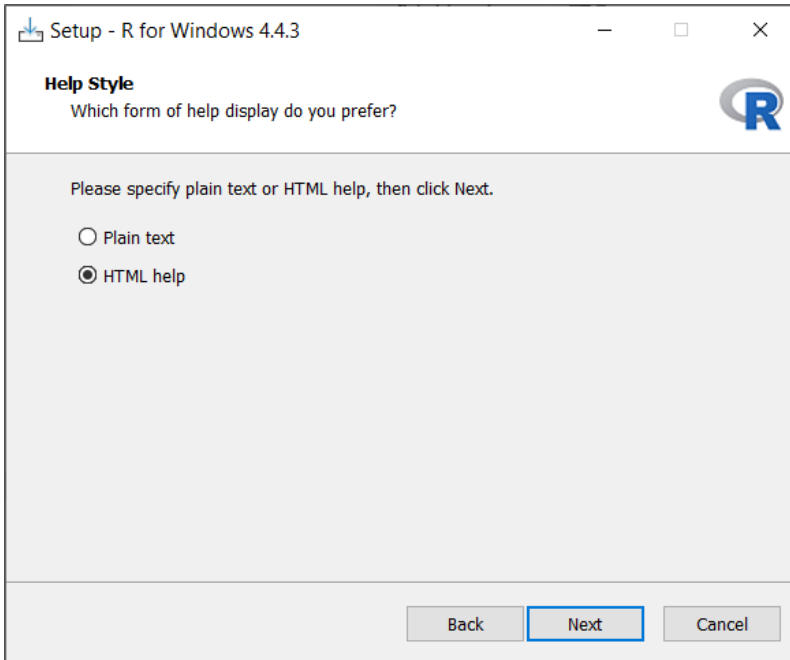 Setup - R for Windows 4.4.3
Help Style
Which form of help display do you prefer?
R
Please specify plain text or HTML help, then click Next.
Plain text
HTML help
Back Next Cancel